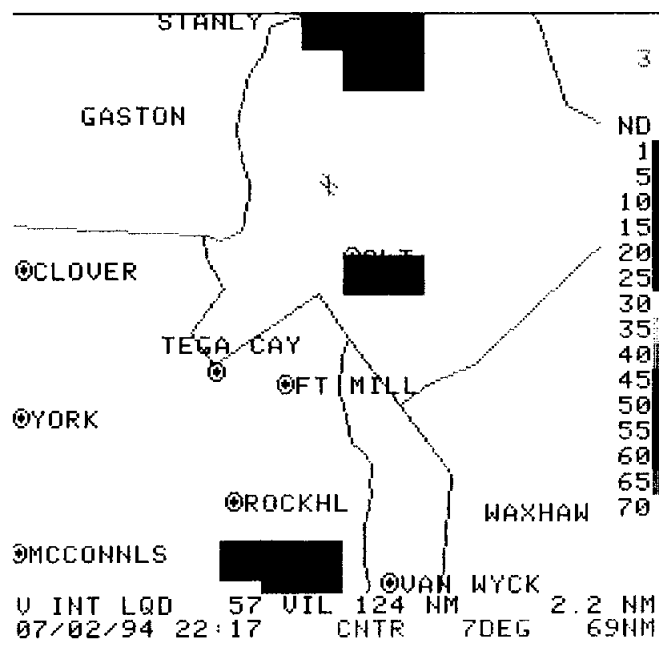 STANLY
3
GASTON
ND
1
5
10
15
20
CLOVER
25
30
35
TEGA CAY
40
FT MILL
45
50
YORK
55
60
65
ROCKHL
WAXHAW
70
MCCONNLS
VAN WYCK
V INT LQD 57 VIL 124 NM 2.2 NM
07/02/94 22:17 CNTR 7DEG 69NM